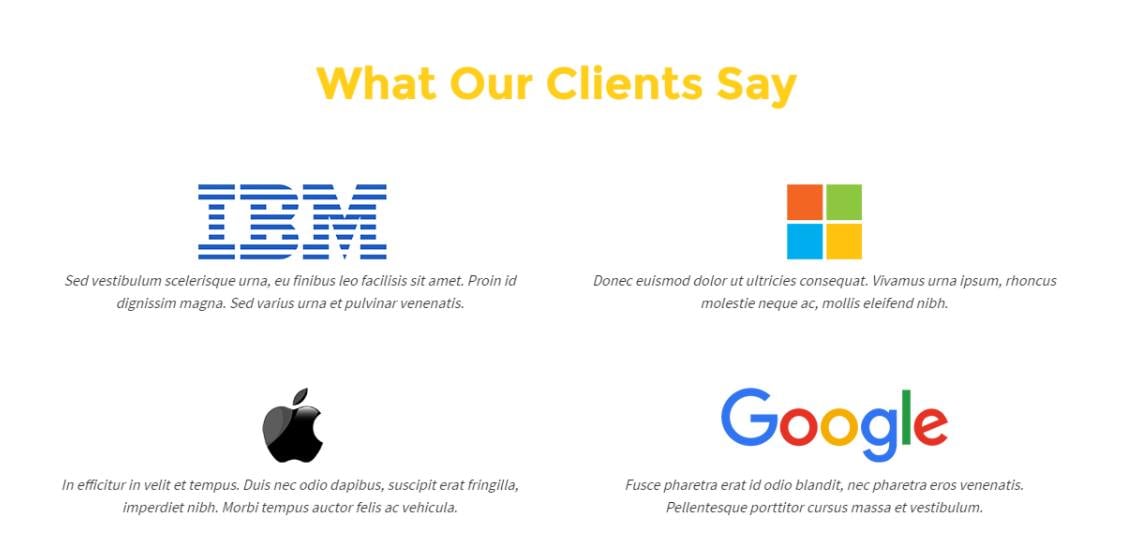 What Our Clients Say
IBM
Sed vestibulum scelerisque urna, eu finibus leo facilisis sit amet. Proin id
dignissim magna. Sed varius urna et pulvinar venenatis.
Donec euismod dolor ut ultricies consequat. Vivamus urna ipsum, rhoncus
molestie neque ac, mollis eleifend nibh.
Google
In efficitur in velit et tempus. Duis nec odio dapibus, suscipit erat fringilla,
imperdiet nibh. Morbi tempus auctor felis ac vehicula.
Fusce pharetra erat id odio blandit, nec pharetra eros venenatis.
Pellentesque porttitor cursus massa et vestibulum.